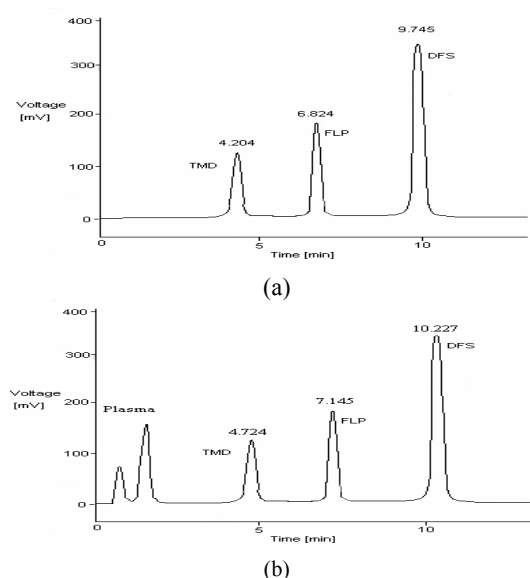 400
9.745
DFS
300
Voltage
[mV]
200
6.824
FLP
4.204
TMD
100
0
0 5 10
Time [min]
(a)
400
10.227
DFS
300
Voltage
[mV]
200
Plasma
7.145
FLP
4.724
TMD
100
0
0 5 10
Time [min]
(b)